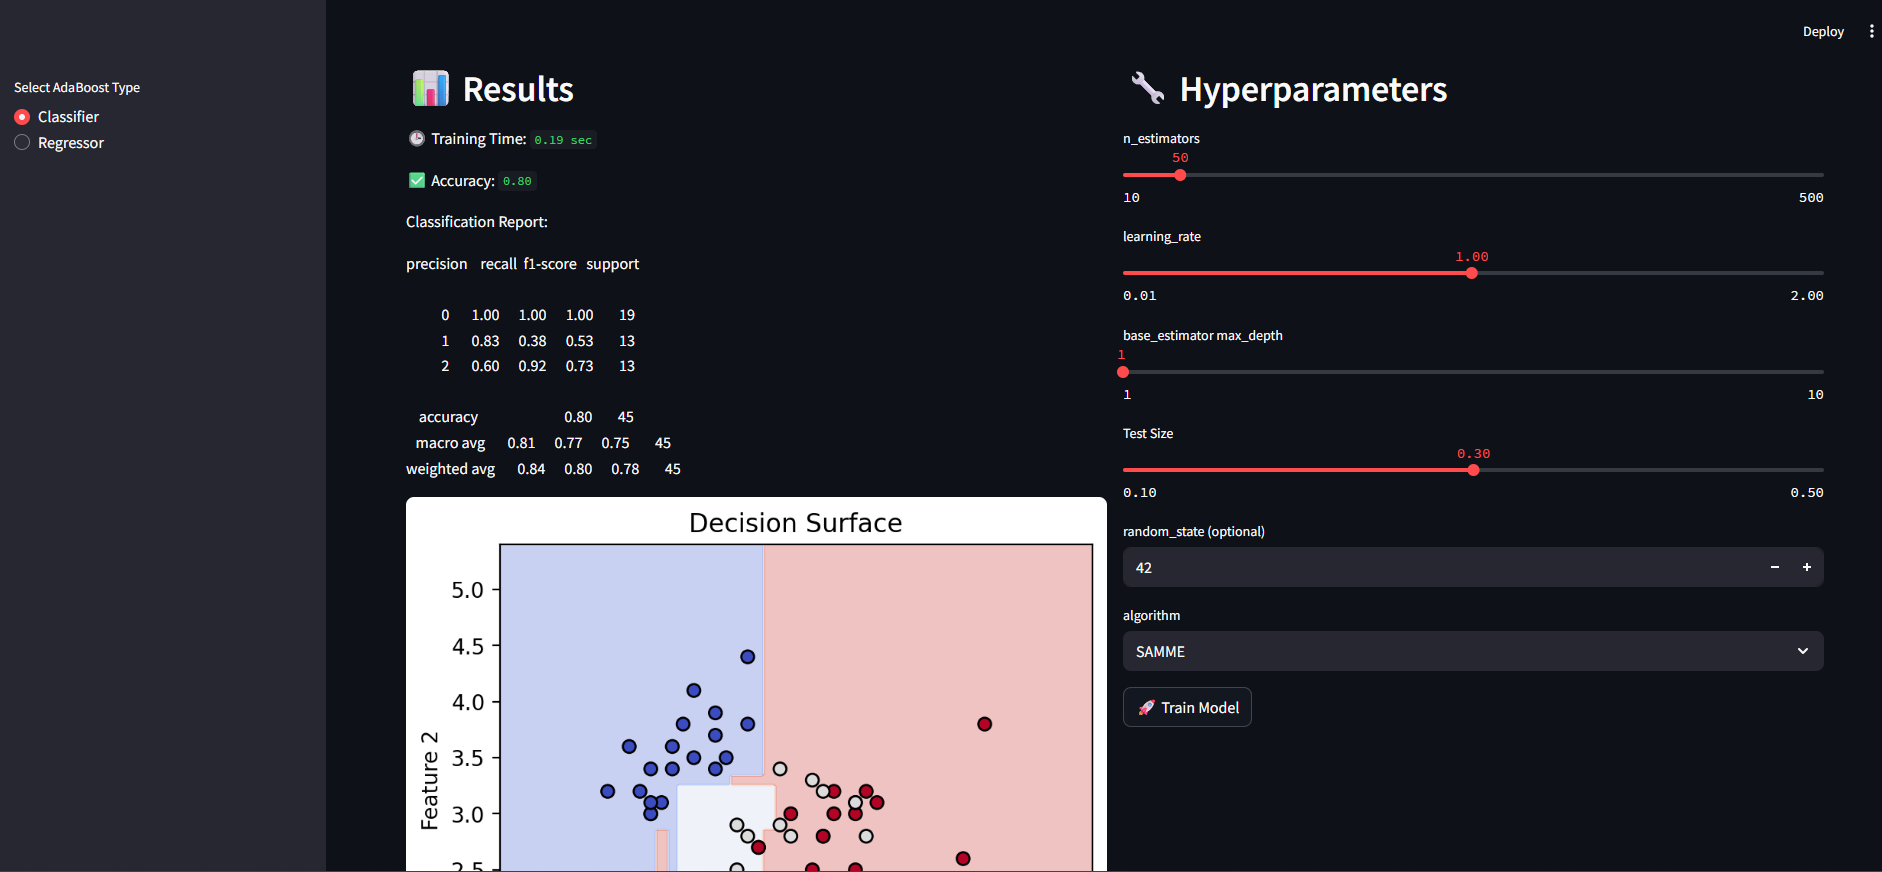 Deploy
Select AdaBoost Type
Classifier
Regressor
Results
Training Time: 0.19 sec
Accuracy: 0.80
Classification Report:
precision recall f1-score support
0 1.00 1.00 1.00 19
1 0.83 0.38 0.53 13
2 0.60 0.92 0.73 13
accuracy 0.80 45
macro avg 0.81 0.77 0.75 45
weighted avg 0.84 0.80 0.78 45
Decision Surface
5.0
4.5
4.0
3.5
3.0
2.5
Feature 2
Hyperparameters
n_estimators
50
10 500
learning_rate
1.00
0.01 2.00
base_estimator max_depth
1
1 10
Test Size
0.30
0.10 0.50
random_state (optional)
42 − +
algorithm
SAMME
Train Model